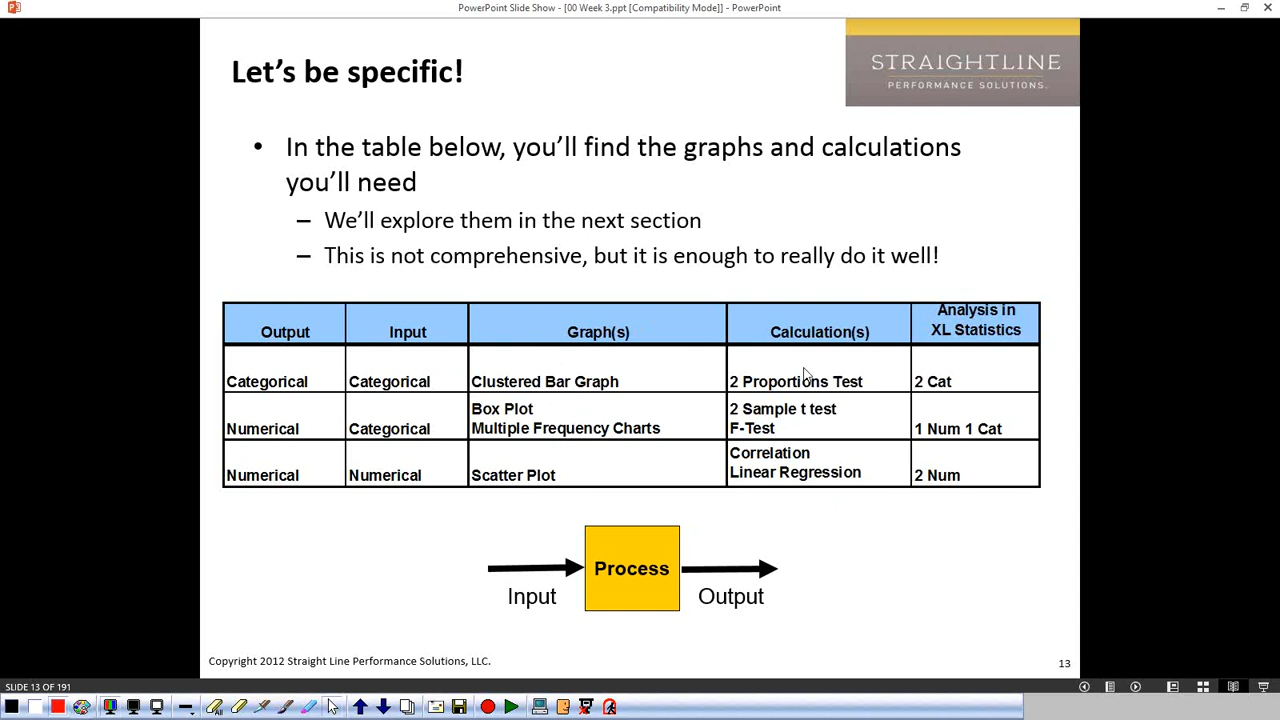 PowerPoint Slide Show - [00 Week 3.ppt [Compatibility Mode]] - PowerPoint
Let's be specific!
STRAIGHTLINE
PERFORMANCE SOLUTIONS.
• In the table below, you'll find the graphs and calculations
you'll need
– We'll explore them in the next section
– This is not comprehensive, but it is enough to really do it well!
Output Input Graph(s) Calculation(s) Analysis in
XL Statistics
Categorical Categorical Clustered Bar Graph 2 Proportions Test 2 Cat
Box Plot 2 Sample t test
Numerical Categorical Multiple Frequency Charts F-Test 1 Num 1 Cat
Correlation
Numerical Numerical Scatter Plot Linear Regression 2 Num
Process
Input Output
Copyright 2012 Straight Line Performance Solutions, LLC. 13
SLIDE 13 OF 191